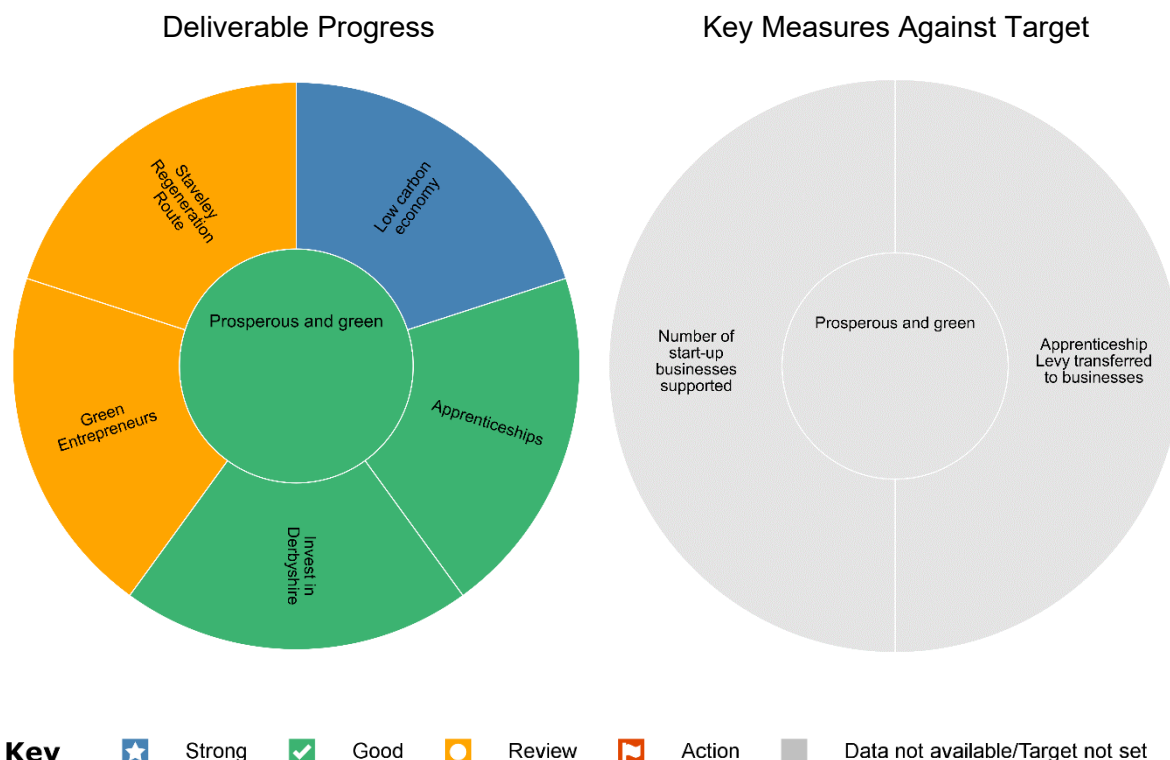 Deliverable Progress
Key Measures Against Target
Staveley
Regeneration
Route
Low carbon
economy
Prosperous and green
Green
Entrepreneurs
Apprenticeships
Invest in
Derbyshire
Prosperous and green
Number of
start-up
businesses
supported
Apprenticeship
Levy transferred
to businesses
Key Strong Good Review Action Data not available/Target not set